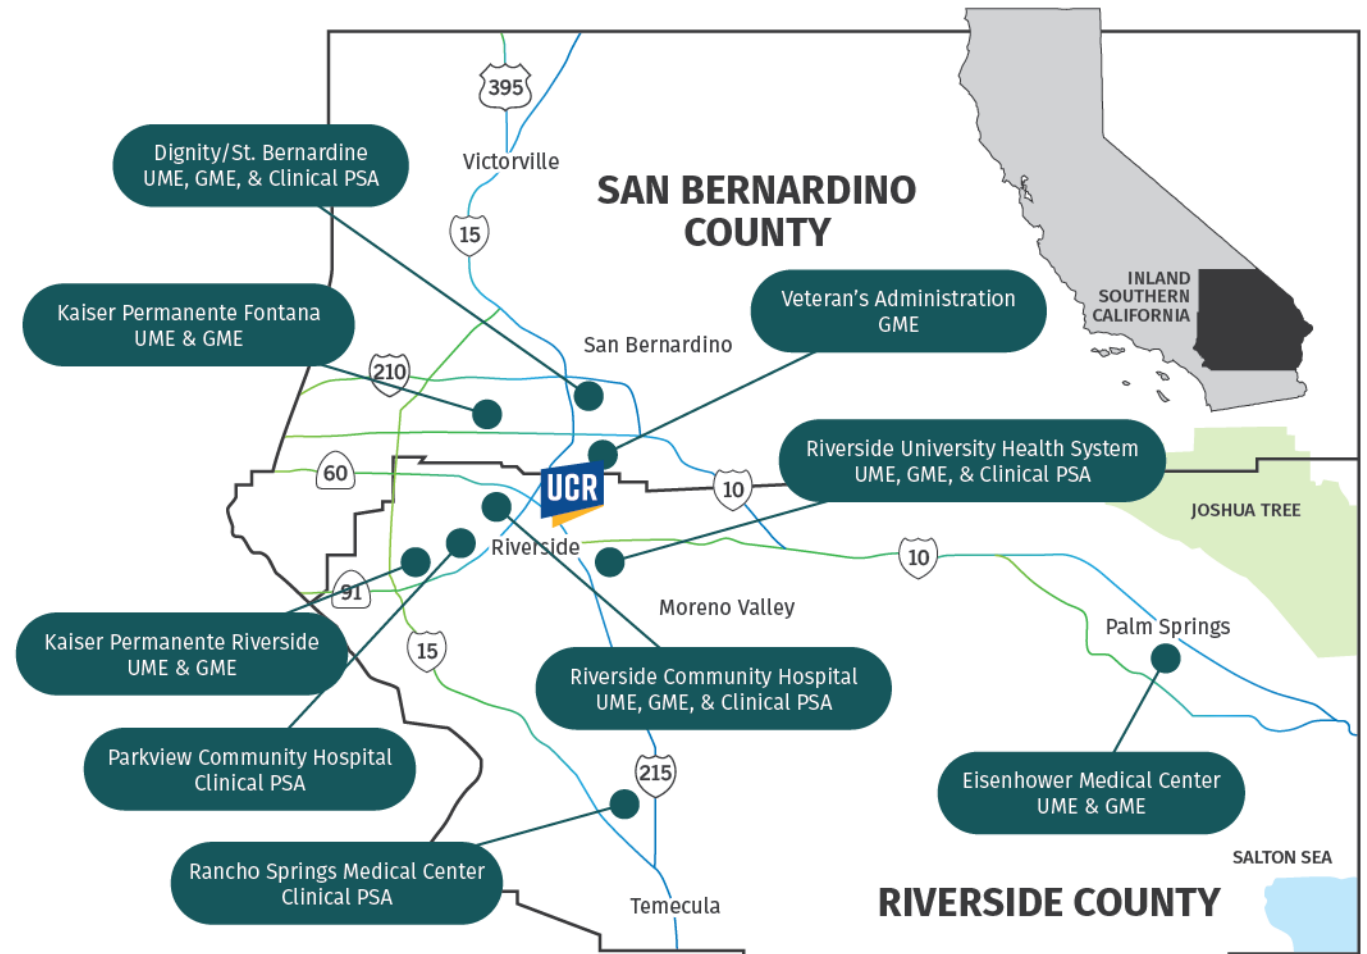 395
Victorville
Dignity/St. Bernardine
UME, GME, & Clinical PSA
SAN BERNARDINO
COUNTY
15
INLAND
SOUTHERN
CALIFORNIA
Kaiser Permanente Fontana
UME & GME
Veteran's Administration
GME
San Bernardino
210
Riverside University Health System
UME, GME, & Clinical PSA
60
UCR
10
JOSHUA TREE
Riverside
10
91
Moreno Valley
Palm Springs
Kaiser Permanente Riverside
UME & GME
15
Riverside Community Hospital
UME, GME, & Clinical PSA
Parkview Community Hospital
Clinical PSA
215
Eisenhower Medical Center
UME & GME
Rancho Springs Medical Center
Clinical PSA
SALTON SEA
Temecula
RIVERSIDE COUNTY